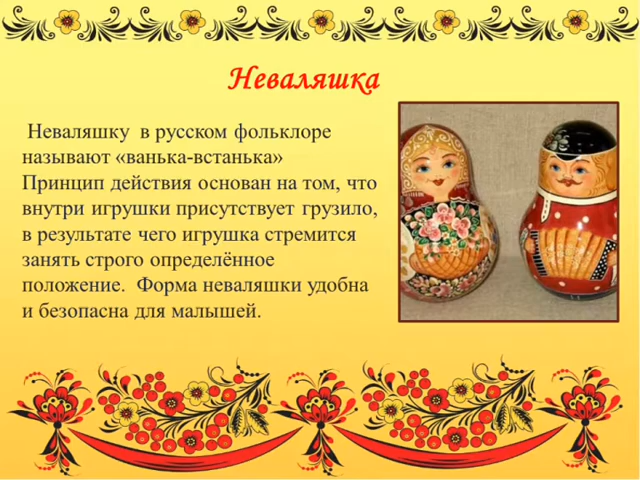 Неваляшка
Неваляшку в русском фольклоре
называют «ванька-встанька»
Принцип действия основан на том, что
внутри игрушки присутствует грузило,
в результате чего игрушка стремится
занять строго определённое
положение. Форма неваляшки удобна
и безопасна для малышей.